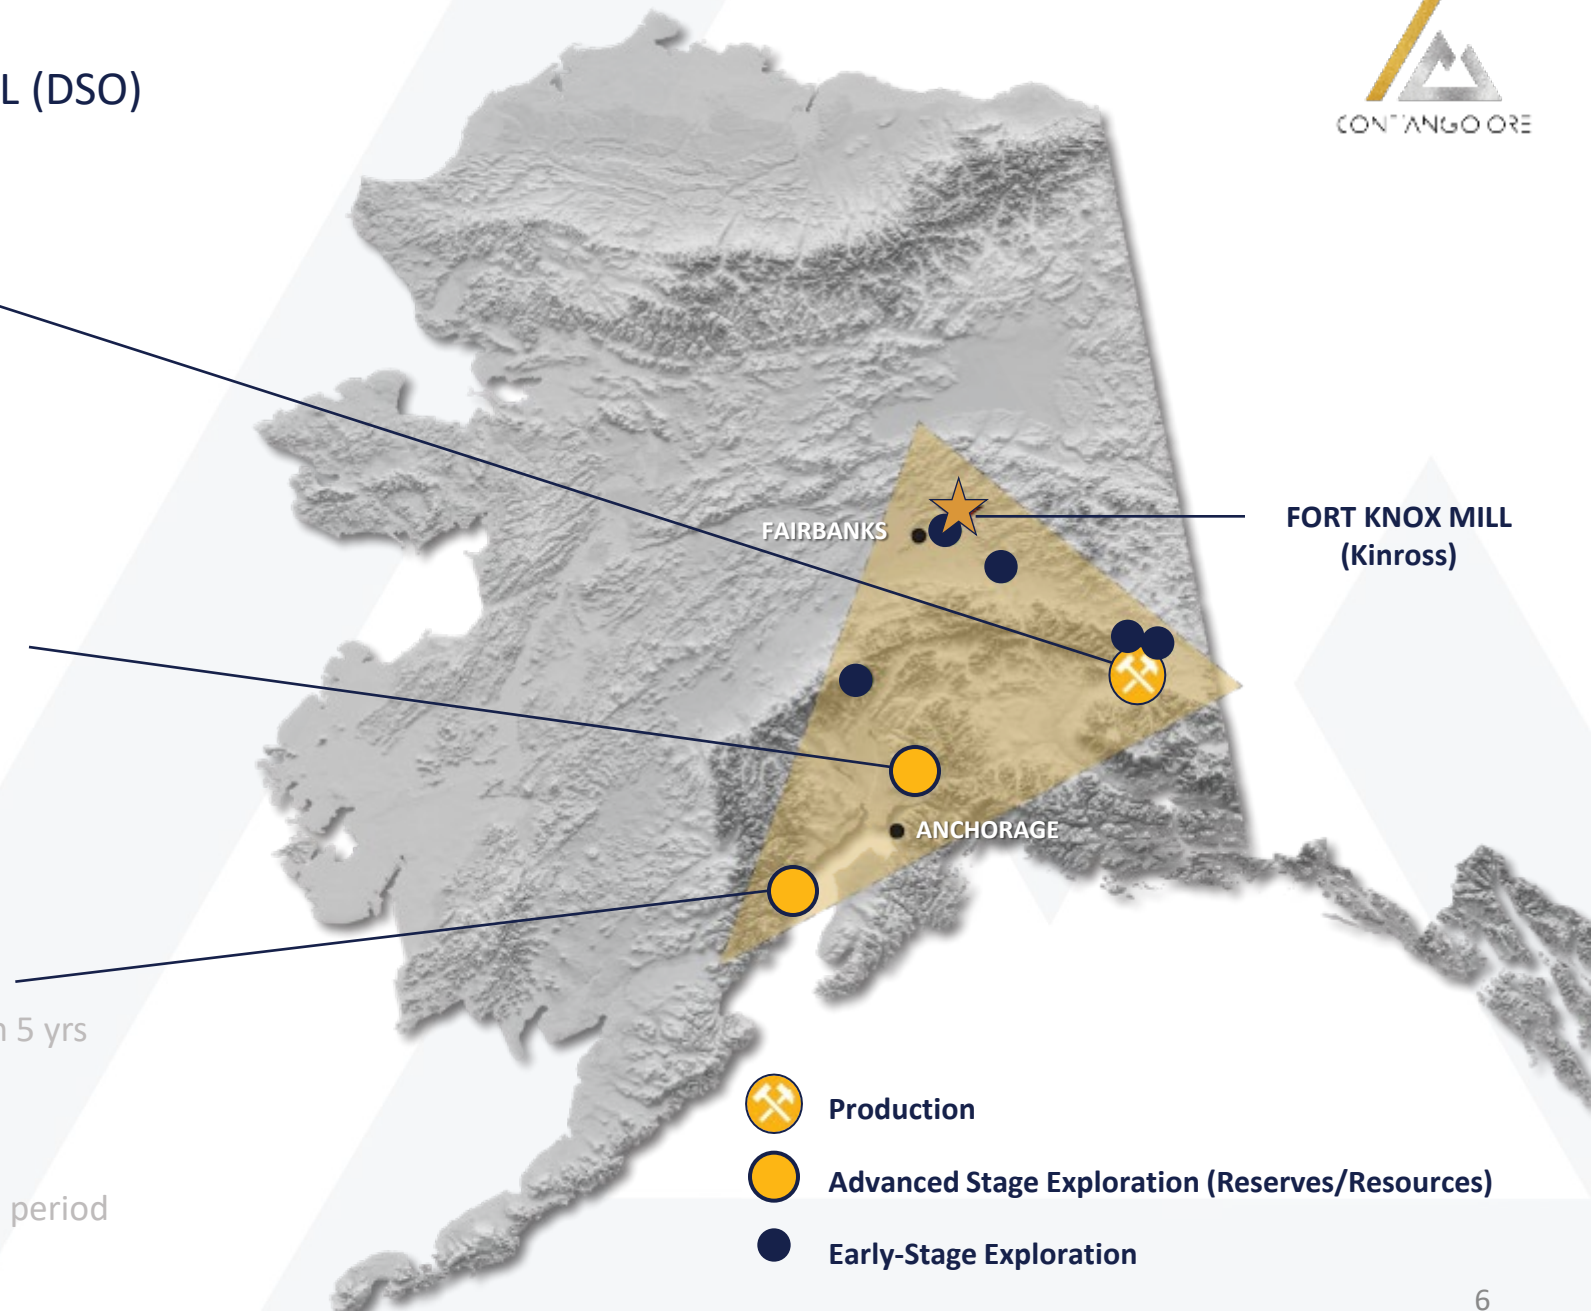 L (DSO)
CONTANGO ORE
FAIRBANKS
FORT KNOX MILL
(Kinross)
ANCHORAGE
5 yrs
period
Production
Advanced Stage Exploration (Reserves/Resources)
Early-Stage Exploration
6